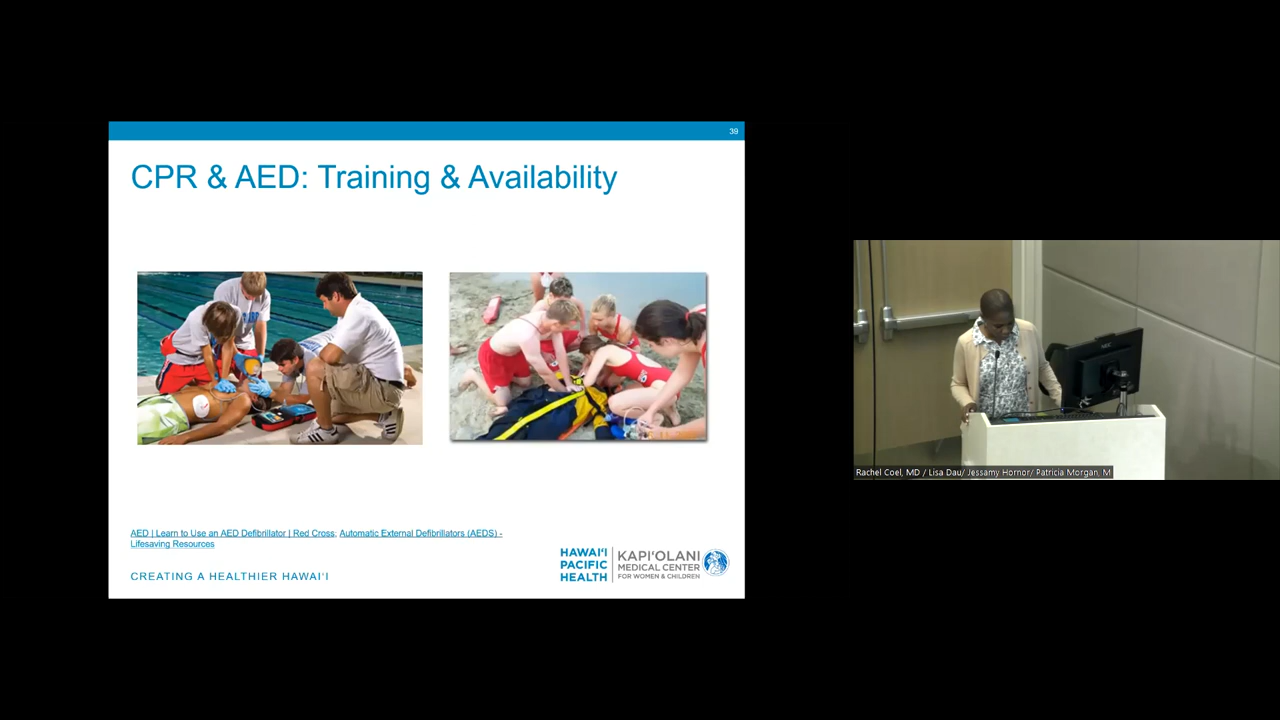 39
CPR & AED: Training & Availability
AED | Learn to Use an AED Defibrillator | Red Cross; Automatic External Defibrillators (AEDS) -
Lifesaving Resources
CREATING A HEALTHIER HAWAI‘I
HAWAI‘I
PACIFIC
HEALTH
KAPI‘OLANI
MEDICAL CENTER
FOR WOMEN & CHILDREN
NEC
Rachel Coel, MD / Lisa Dau/ Jessamy Hornor/ Patricia Morgan, M